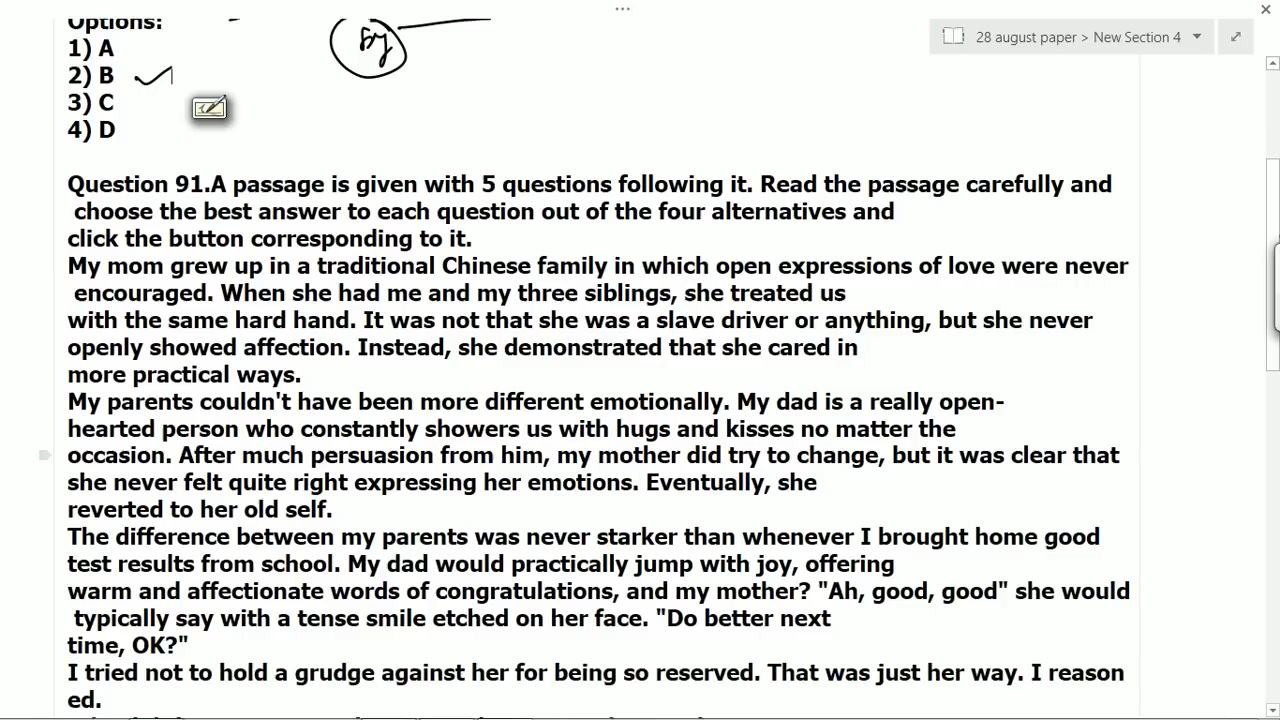 Options:
by
28 august paper > New Section 4
1) A
2) B
3) C
4) D
Question 91.A passage is given with 5 questions following it. Read the passage carefully and
choose the best answer to each question out of the four alternatives and
click the button corresponding to it.
My mom grew up in a traditional Chinese family in which open expressions of love were never
encouraged. When she had me and my three siblings, she treated us
with the same hard hand. It was not that she was a slave driver or anything, but she never
openly showed affection. Instead, she demonstrated that she cared in
more practical ways.
My parents couldn't have been more different emotionally. My dad is a really open-
hearted person who constantly showers us with hugs and kisses no matter the
occasion. After much persuasion from him, my mother did try to change, but it was clear that
she never felt quite right expressing her emotions. Eventually, she
reverted to her old self.
The difference between my parents was never starker than whenever I brought home good
test results from school. My dad would practically jump with joy, offering
warm and affectionate words of congratulations, and my mother? "Ah, good, good" she would
typically say with a tense smile etched on her face. "Do better next
time, OK?"
I tried not to hold a grudge against her for being so reserved. That was just her way. I reason
ed.